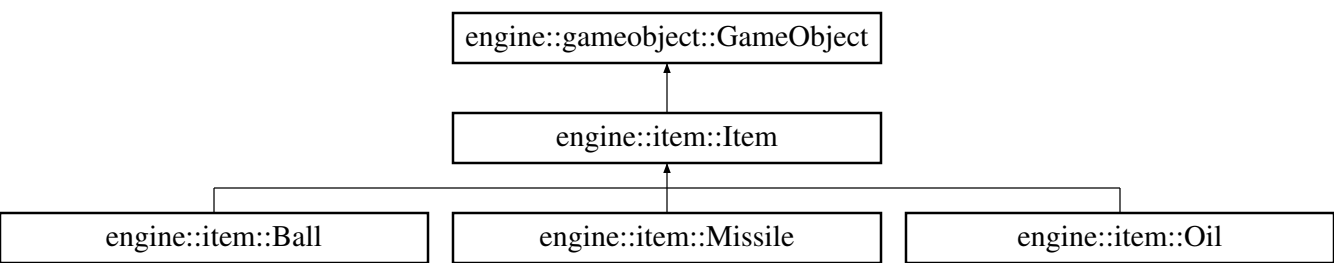 engine::gameobject::GameObject
engine::item::Item
engine::item::Ball
engine::item::Missile
engine::item::Oil